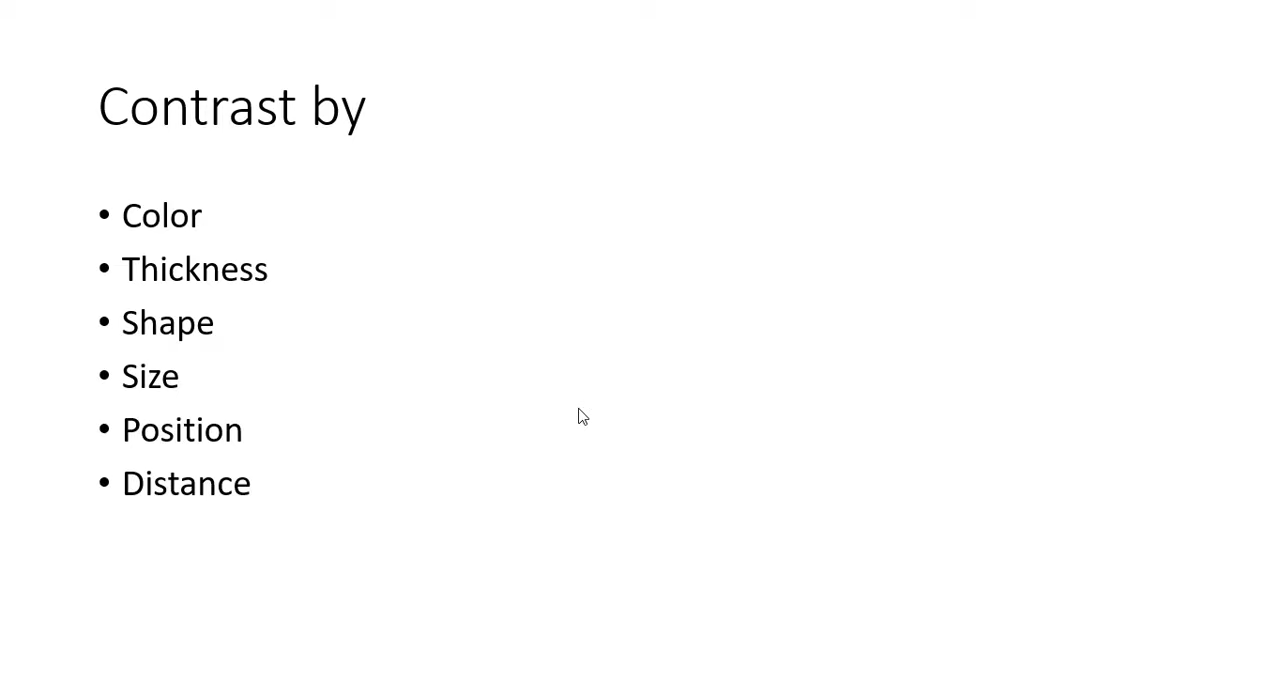 Contrast by
• Color
• Thickness
• Shape
• Size
• Position
• Distance